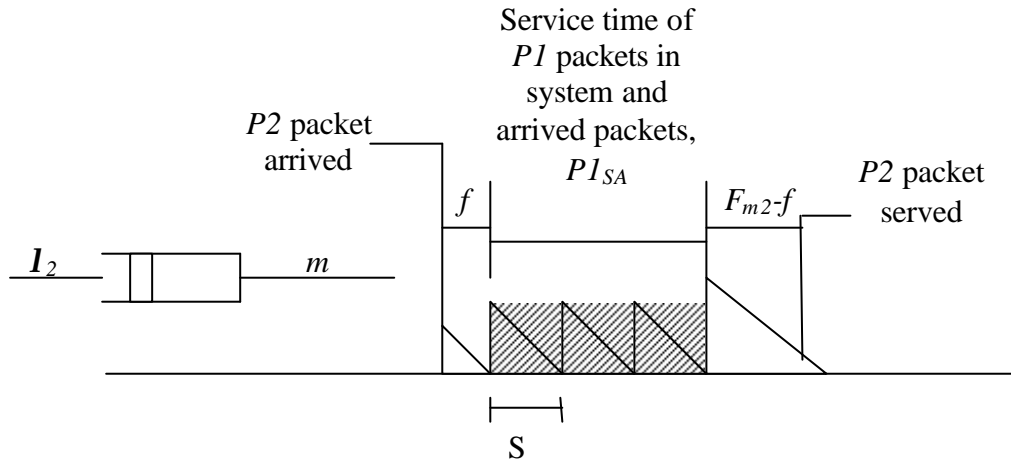 Service time of
P1 packets in
system and
arrived packets,
P1SA
P2 packet
arrived
P2 packet
served
f
Fm2-f
l2
m
S